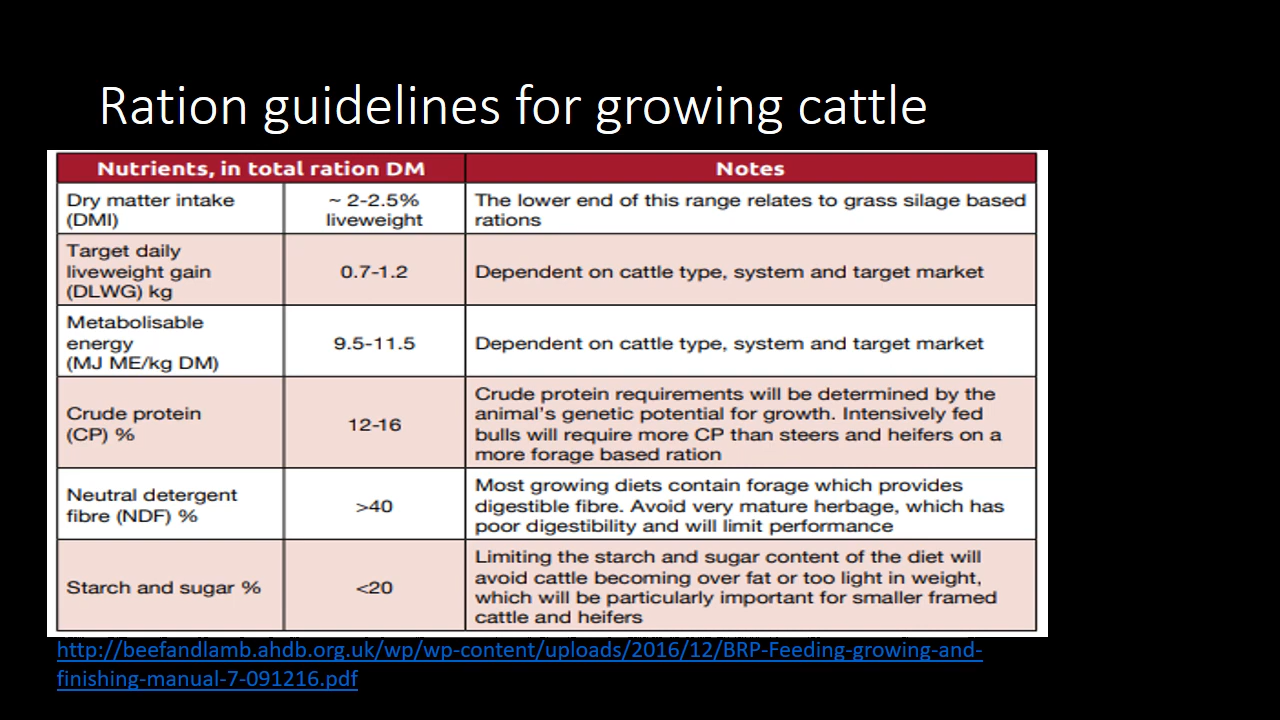 Ration guidelines for growing cattle
Nutrients, in total ration DM
Notes
Dry matter intake
(DMI)
~ 2-2.5%
liveweight
The lower end of this range relates to grass silage based
rations
Target daily
liveweight gain
(DLWG) kg
0.7-1.2
Dependent on cattle type, system and target market
Metabolisable
energy
(MJ ME/kg DM)
9.5-11.5
Dependent on cattle type, system and target market
Crude protein
(CP) %
12-16
Crude protein requirements will be determined by the
animal's genetic potential for growth. Intensively fed
bulls will require more CP than steers and heifers on a
more forage based ration
Neutral detergent
fibre (NDF) %
>40
Most growing diets contain forage which provides
digestible fibre. Avoid very mature herbage, which has
poor digestibility and will limit performance
Starch and sugar %
<20
Limiting the starch and sugar content of the diet will
avoid cattle becoming over fat or too light in weight,
which will be particularly important for smaller framed
cattle and heifers
http://beefandlamb.ahdb.org.uk/wp/wp-content/uploads/2016/12/BRP-Feeding-growing-and-
finishing-manual-7-091216.pdf